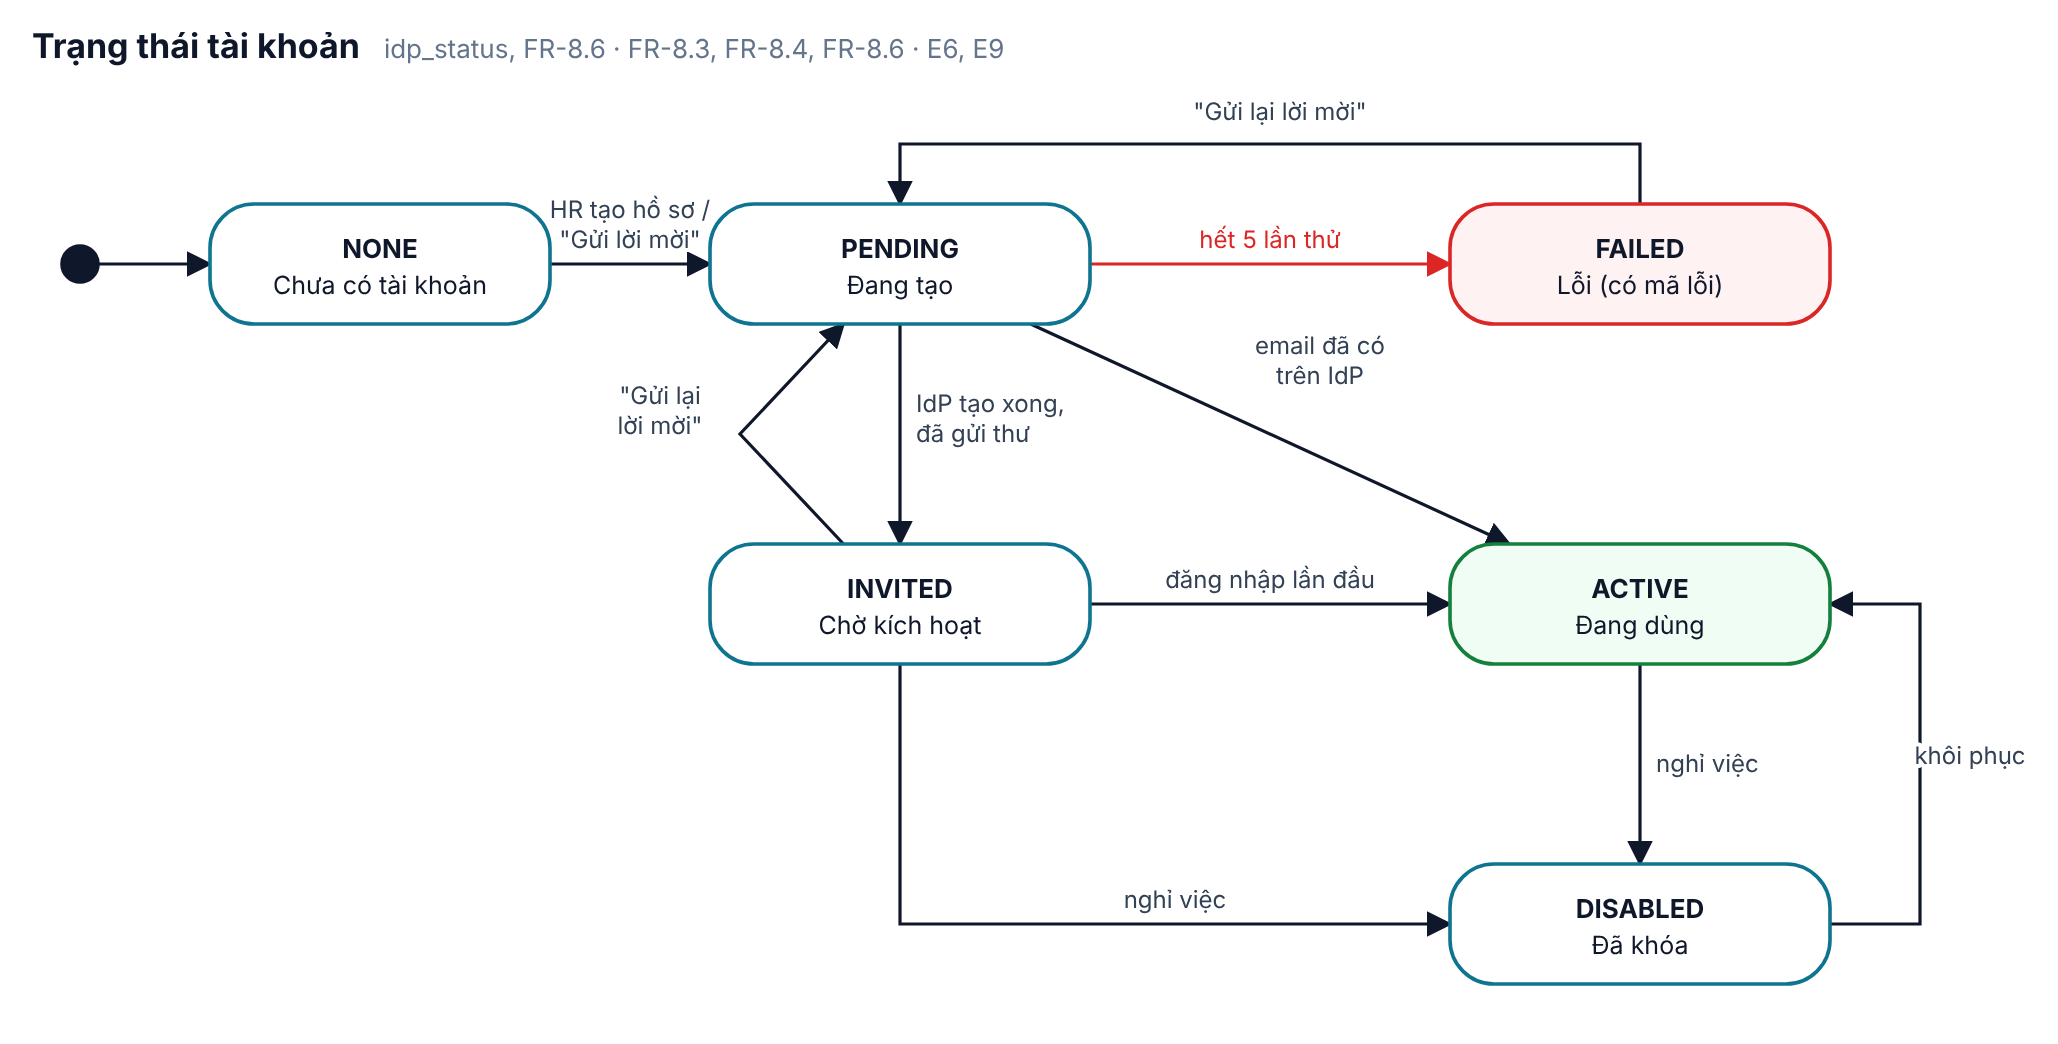 Trạng thái tài khoản idp_status, FR-8.6 · FR-8.3, FR-8.4, FR-8.6 · E6, E9
"Gửi lại lời mời"
HR tạo hồ sơ /
"Gửi lời mời"
NONE
Chưa có tài khoản
PENDING
Đang tạo
hết 5 lần thử
FAILED
Lỗi (có mã lỗi)
"Gửi lại
lời mời"
IdP tạo xong,
đã gửi thư
email đã có
trên IdP
INVITED
Chờ kích hoạt
đăng nhập lần đầu
ACTIVE
Đang dùng
nghỉ việc
khôi phục
nghỉ việc
DISABLED
Đã khóa